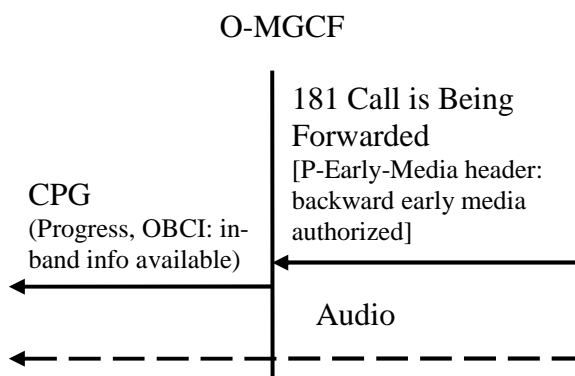 O-MGCF
181 Call is Being
Forwarded
[P-Early-Media header:
backward early media
authorized]
CPG
(Progress, OBCI: in-
band info available)
Audio